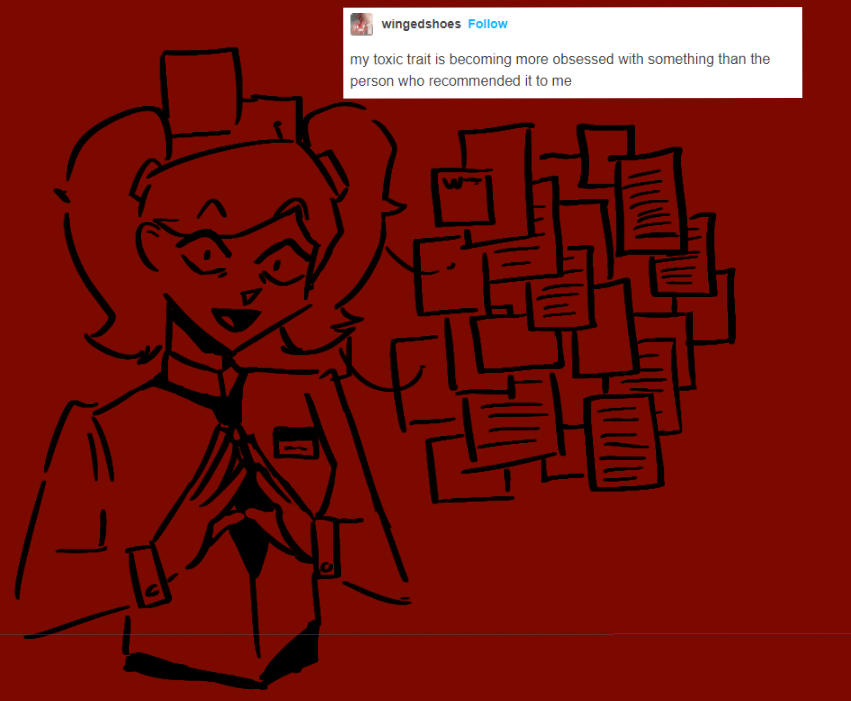 wingedshoes Follow
my toxic trait is becoming more obsessed with something than the
person who recommended it to me
W